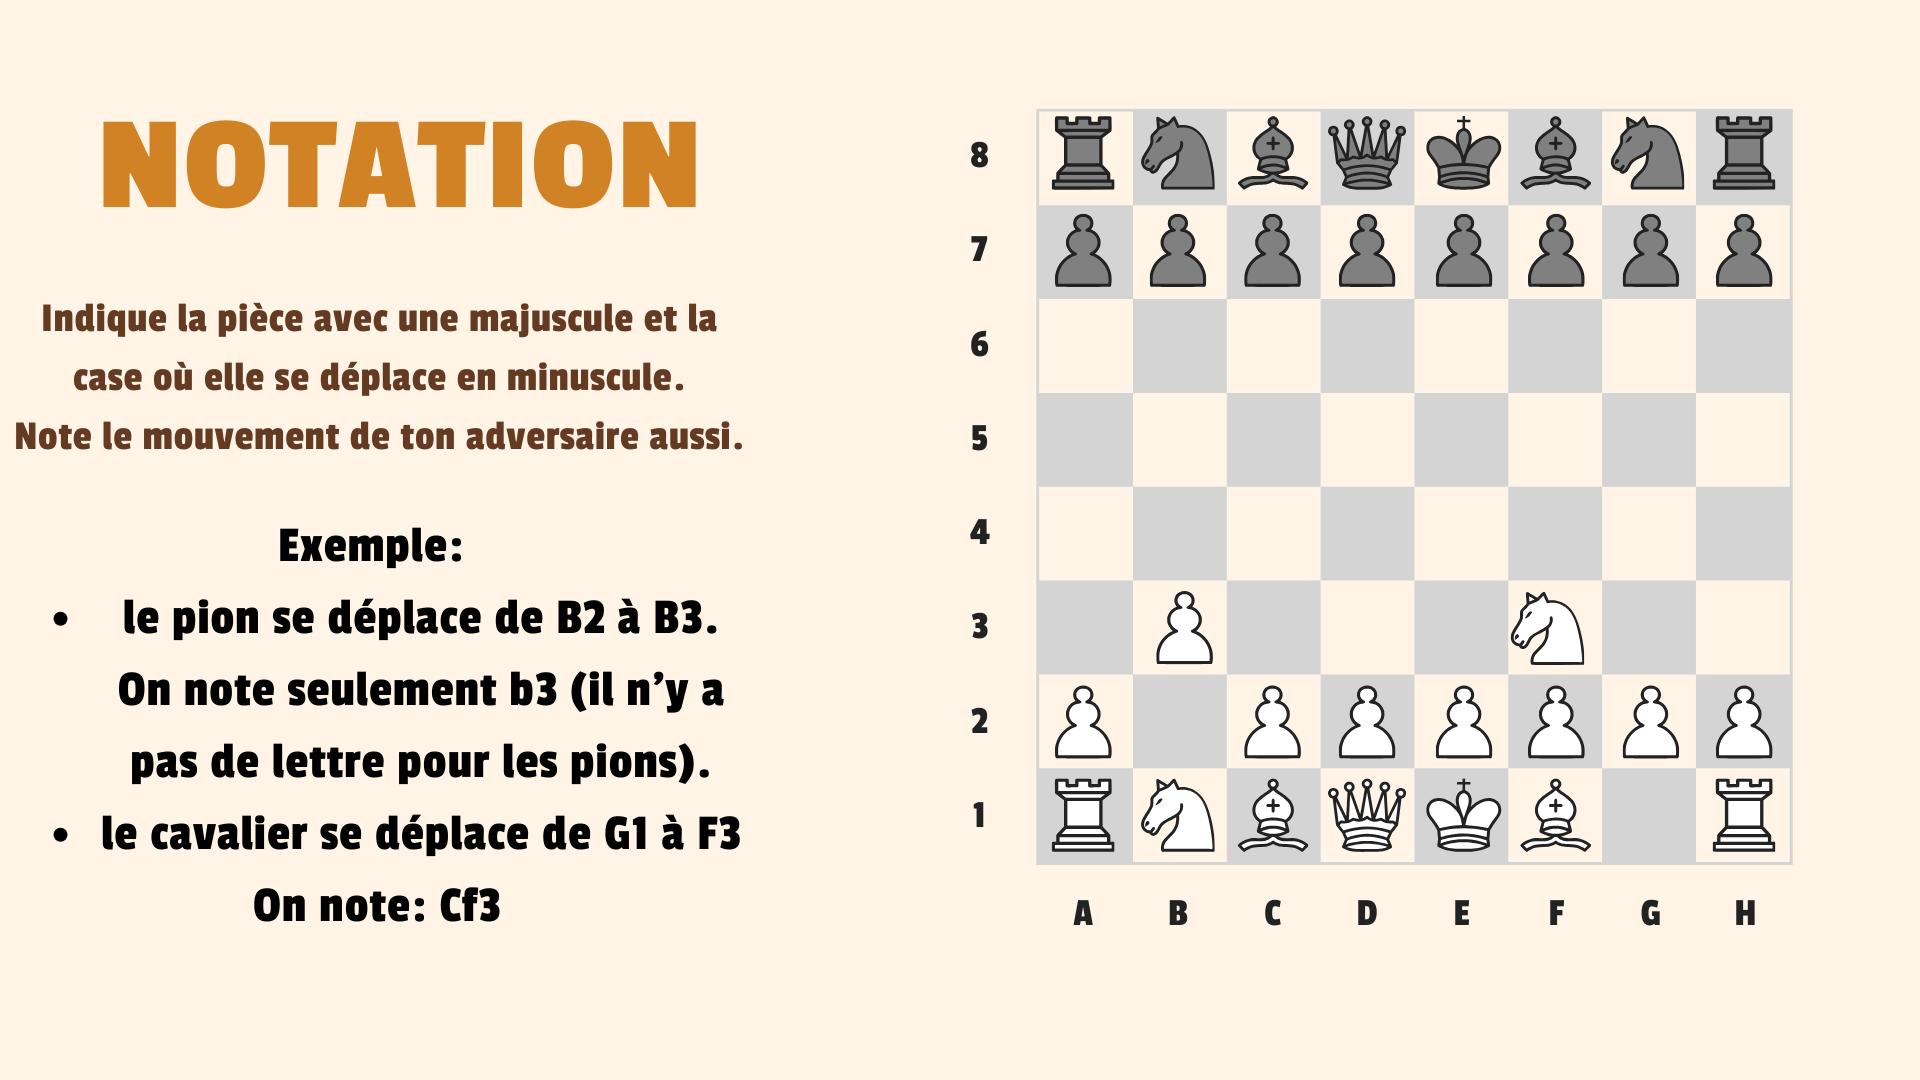 NOTATION
Indique la pièce avec une majuscule et la
case où elle se déplace en minuscule.
Note le mouvement de ton adversaire aussi.
Exemple:
• le pion se déplace de B2 à B3.
On note seulement b3 (il n'y a
pas de lettre pour les pions).
• le cavalier se déplace de G1 à F3
On note: Cf3
8
7
6
5
4
3
2
1
A B C D E F G H